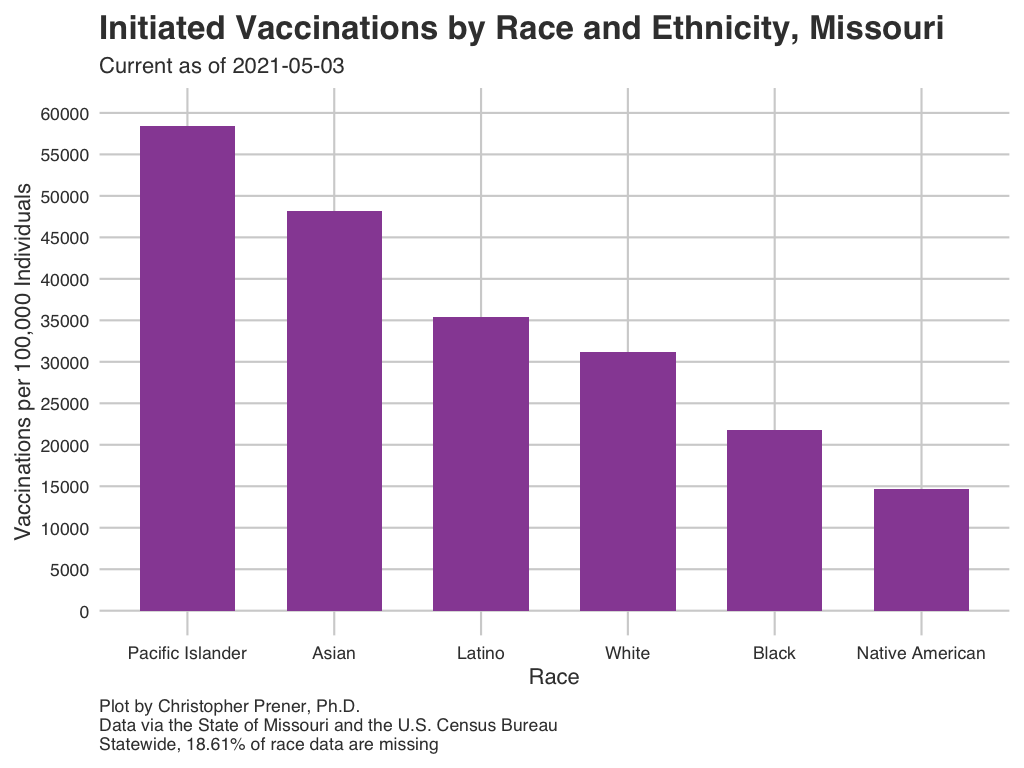 Initiated Vaccinations by Race and Ethnicity, Missouri
Current as of 2021-05-03
Vaccinations per 100,000 Individuals
60000
55000
50000
45000
40000
35000
30000
25000
20000
15000
10000
5000
0
Pacific Islander Asian Latino White Black Native American
Race
Plot by Christopher Prener, Ph.D.
Data via the State of Missouri and the U.S. Census Bureau
Statewide, 18.61% of race data are missing